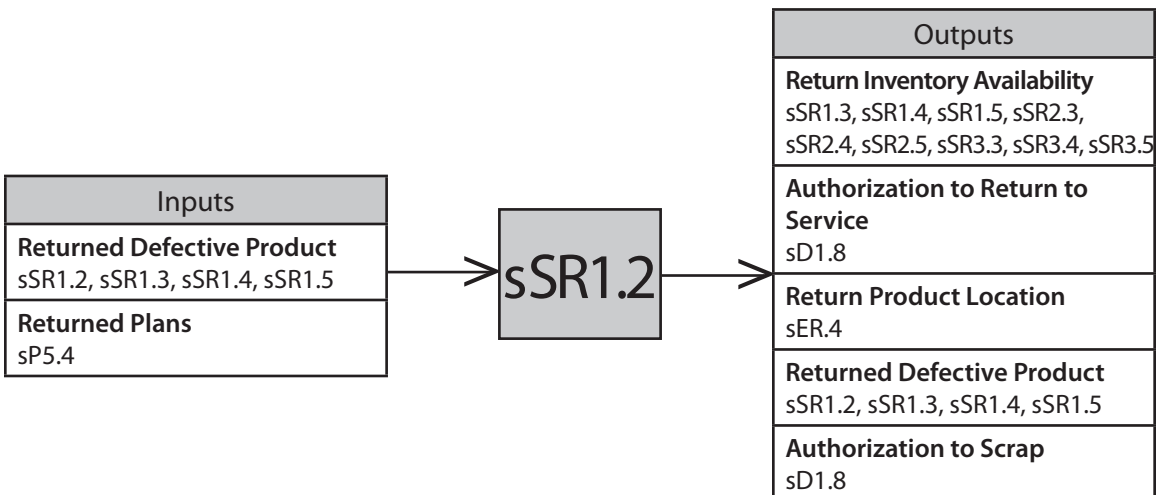 Inputs
Returned Defective Product
sSR1.2, sSR1.3, sSR1.4, sSR1.5
Returned Plans
sP5.4
sSR1.2
Outputs
Return Inventory Availability
sSR1.3, sSR1.4, sSR1.5, sSR2.3,
sSR2.4, sSR2.5, sSR3.3, sSR3.4, sSR3.5
Authorization to Return to
Service
sD1.8
Return Product Location
sER.4
Returned Defective Product
sSR1.2, sSR1.3, sSR1.4, sSR1.5
Authorization to Scrap
sD1.8